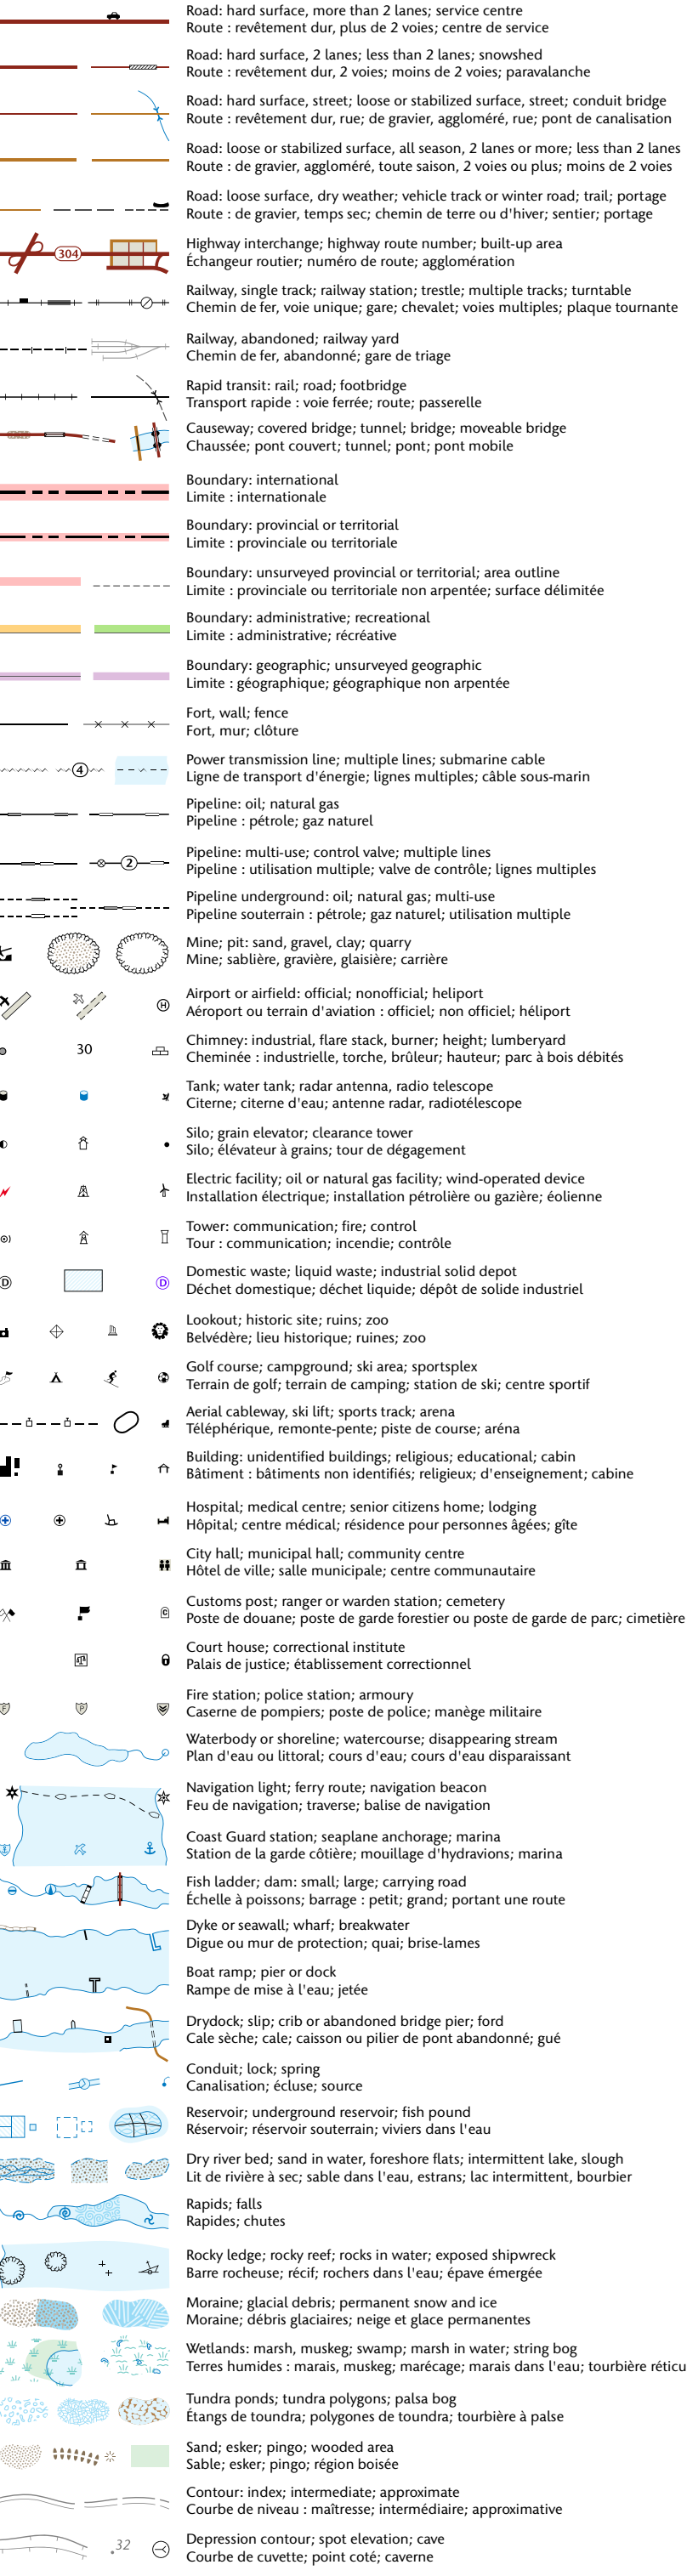 Road: hard surface, more than 2 lanes; service centre
Route : revêtement dur, plus de 2 voies; centre de service
Road: hard surface, 2 lanes; less than 2 lanes; snowshed
Route : revêtement dur, 2 voies; moins de 2 voies; paravalanche
Road: hard surface, street; loose or stabilized surface, street; conduit bridge
Route : revêtement dur, rue; de gravier, aggloméré, rue; pont de canalisation
Road: loose or stabilized surface, all season, 2 lanes or more; less than 2 lanes
Route : de gravier, aggloméré, toute saison, 2 voies ou plus; moins de 2 voies
Road: loose surface, dry weather; vehicle track or winter road; trail; portage
Route : de gravier, temps sec; chemin de terre ou d'hiver; sentier; portage
304
Highway interchange; highway route number; built-up area
Échangeur routier; numéro de route; agglomération
Railway, single track; railway station; trestle; multiple tracks; turntable
Chemin de fer, voie unique; gare; chevalet; voies multiples; plaque tournante
Railway, abandoned; railway yard
Chemin de fer, abandonné; gare de triage
Rapid transit: rail; road; footbridge
Transport rapide : voie ferrée; route; passerelle
Causeway; covered bridge; tunnel; bridge; moveable bridge
Chaussée; pont couvert; tunnel; pont; pont mobile
Boundary: international
Limite : internationale
Boundary: provincial or territorial
Limite : provinciale ou territoriale
Boundary: unsurveyed provincial or territorial; area outline
Limite : provinciale ou territoriale non arpentée; surface délimitée
Boundary: administrative; recreational
Limite : administrative; récréative
Boundary: geographic; unsurveyed geographic
Limite : géographique; géographique non arpentée
Fort, wall; fence
Fort, mur; clôture
4
Power transmission line; multiple lines; submarine cable
Ligne de transport d'énergie; lignes multiples; câble sous-marin
Pipeline: oil; natural gas
Pipeline : pétrole; gaz naturel
2
Pipeline: multi-use; control valve; multiple lines
Pipeline : utilisation multiple; valve de contrôle; lignes multiples
Pipeline underground: oil; natural gas; multi-use
Pipeline souterrain : pétrole; gaz naturel; utilisation multiple
Mine; pit: sand, gravel, clay; quarry
Mine; sablière, gravière, glaisière; carrière
H
Airport or airfield: official; nonofficial; heliport
Aéroport ou terrain d'aviation : officiel; non officiel; héliport
30
Chimney: industrial, flare stack, burner; height; lumberyard
Cheminée : industrielle, torche, brûleur; hauteur; parc à bois débités
Tank; water tank; radar antenna, radio telescope
Citerne; citerne d'eau; antenne radar, radiotélescope
Silo; grain elevator; clearance tower
Silo; élévateur à grains; tour de dégagement
Electric facility; oil or natural gas facility; wind-operated device
Installation électrique; installation pétrolière ou gazière; éolienne
Tower: communication; fire; control
Tour : communication; incendie; contrôle
D D
Domestic waste; liquid waste; industrial solid depot
Déchet domestique; déchet liquide; dépôt de solide industriel
Lookout; historic site; ruins; zoo
Belvédère; lieu historique; ruines; zoo
Golf course; campground; ski area; sportsplex
Terrain de golf; terrain de camping; station de ski; centre sportif
Aerial cableway, ski lift; sports track; arena
Téléphérique, remonte-pente; piste de course; aréna
Building: unidentified buildings; religious; educational; cabin
Bâtiment : bâtiments non identifiés; religieux; d'enseignement; cabine
Hospital; medical centre; senior citizens home; lodging
Hôpital; centre médical; résidence pour personnes âgées; gîte
City hall; municipal hall; community centre
Hôtel de ville; salle municipale; centre communautaire
C
Customs post; ranger or warden station; cemetery
Poste de douane; poste de garde forestier ou poste de garde de parc; cimetière
Court house; correctional institute
Palais de justice; établissement correctionnel
F P
Fire station; police station; armoury
Caserne de pompiers; poste de police; manège militaire
Waterbody or shoreline; watercourse; disappearing stream
Plan d'eau ou littoral; cours d'eau; cours d'eau disparaissant
Navigation light; ferry route; navigation beacon
Feu de navigation; traverse; balise de navigation
Coast Guard station; seaplane anchorage; marina
Station de la garde côtière; mouillage d'hydravions; marina
Fish ladder; dam: small; large; carrying road
Échelle à poissons; barrage : petit; grand; portant une route
Dyke or seawall; wharf; breakwater
Digue ou mur de protection; quai; brise-lames
Boat ramp; pier or dock
Rampe de mise à l'eau; jetée
Drydock; slip; crib or abandoned bridge pier; ford
Cale sèche; cale; caisson ou pilier de pont abandonné; gué
Conduit; lock; spring
Canalisation; écluse; source
Reservoir; underground reservoir; fish pound
Réservoir; réservoir souterrain; viviers dans l'eau
Dry river bed; sand in water, foreshore flats; intermittent lake, slough
Lit de rivière à sec; sable dans l'eau, estrans; lac intermittent, bourbier
Rapids; falls
Rapides; chutes
Rocky ledge; rocky reef; rocks in water; exposed shipwreck
Barre rocheuse; récif; rochers dans l'eau; épave émergée
Moraine; glacial debris; permanent snow and ice
Moraine; débris glaciaires; neige et glace permanentes
Wetlands: marsh, muskeg; swamp; marsh in water; string bog
Terres humides : marais, muskeg; marécage; marais dans l'eau; tourbière réticu
Tundra ponds; tundra polygons; palsa bog
Étangs de toundra; polygones de toundra; tourbière à palse
Sand; esker; pingo; wooded area
Sable; esker; pingo; région boisée
Contour: index; intermediate; approximate
Courbe de niveau : maîtresse; intermédiaire; approximative
.32
Depression contour; spot elevation; cave
Courbe de cuvette; point coté; caverne